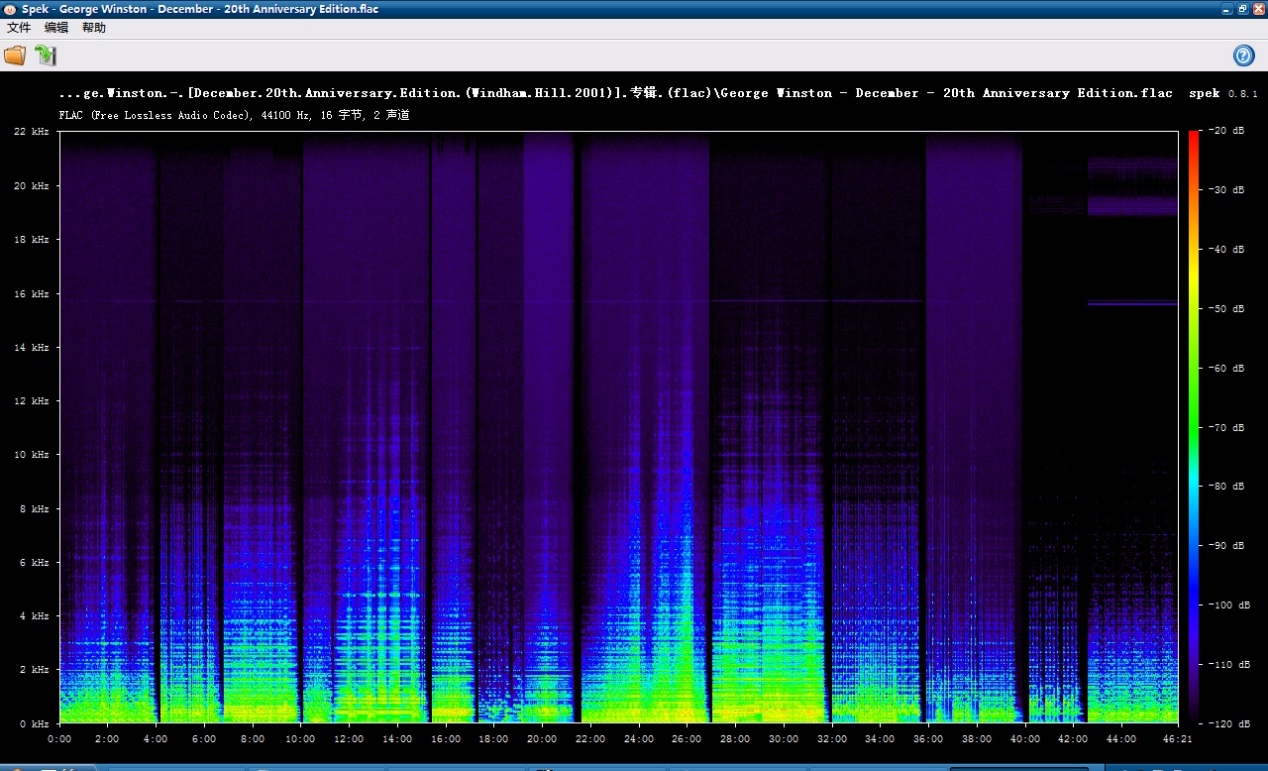 Spek - George Winston - December - 20th Anniversary Edition.flac
文件 编辑 帮助
...ge.Winston.-.[December.20th.Anniversary.Edition.(Windham.Hill.2001)].专辑.(flac)\George Winston - December - 20th Anniversary Edition.flac spek 0.8.1
FLAC (Free Lossless Audio Codec), 44100 Hz, 16 字节, 2 声道
22 kHz
20 kHz
18 kHz
16 kHz
14 kHz
12 kHz
10 kHz
8 kHz
6 kHz
4 kHz
2 kHz
0 kHz
-20 dB
-30 dB
-40 dB
-50 dB
-60 dB
-70 dB
-80 dB
-90 dB
-100 dB
-110 dB
-120 dB
0:00 2:00 4:00 6:00 8:00 10:00 12:00 14:00 16:00 18:00 20:00 22:00 24:00 26:00 28:00 30:00 32:00 34:00 36:00 38:00 40:00 42:00 44:00 46:21